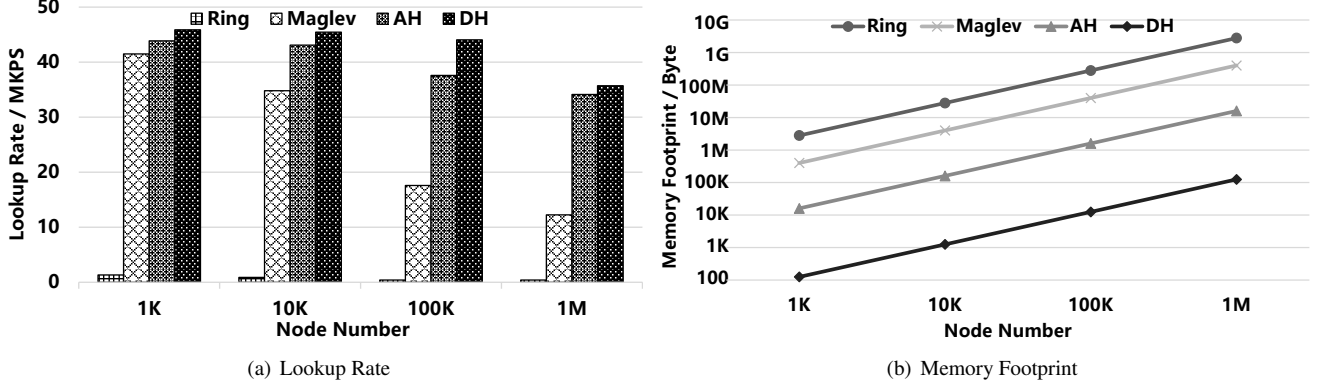 Ring Maglev AH DH
Lookup Rate / MKPS
50
40
30
20
10
0
1K 10K 100K 1M
Node Number
(a) Lookup Rate
Ring Maglev AH DH
Memory Footprint / Byte
10G
1G
100M
10M
1M
100K
10K
1K
100
1K 10K 100K 1M
Node Number
(b) Memory Footprint